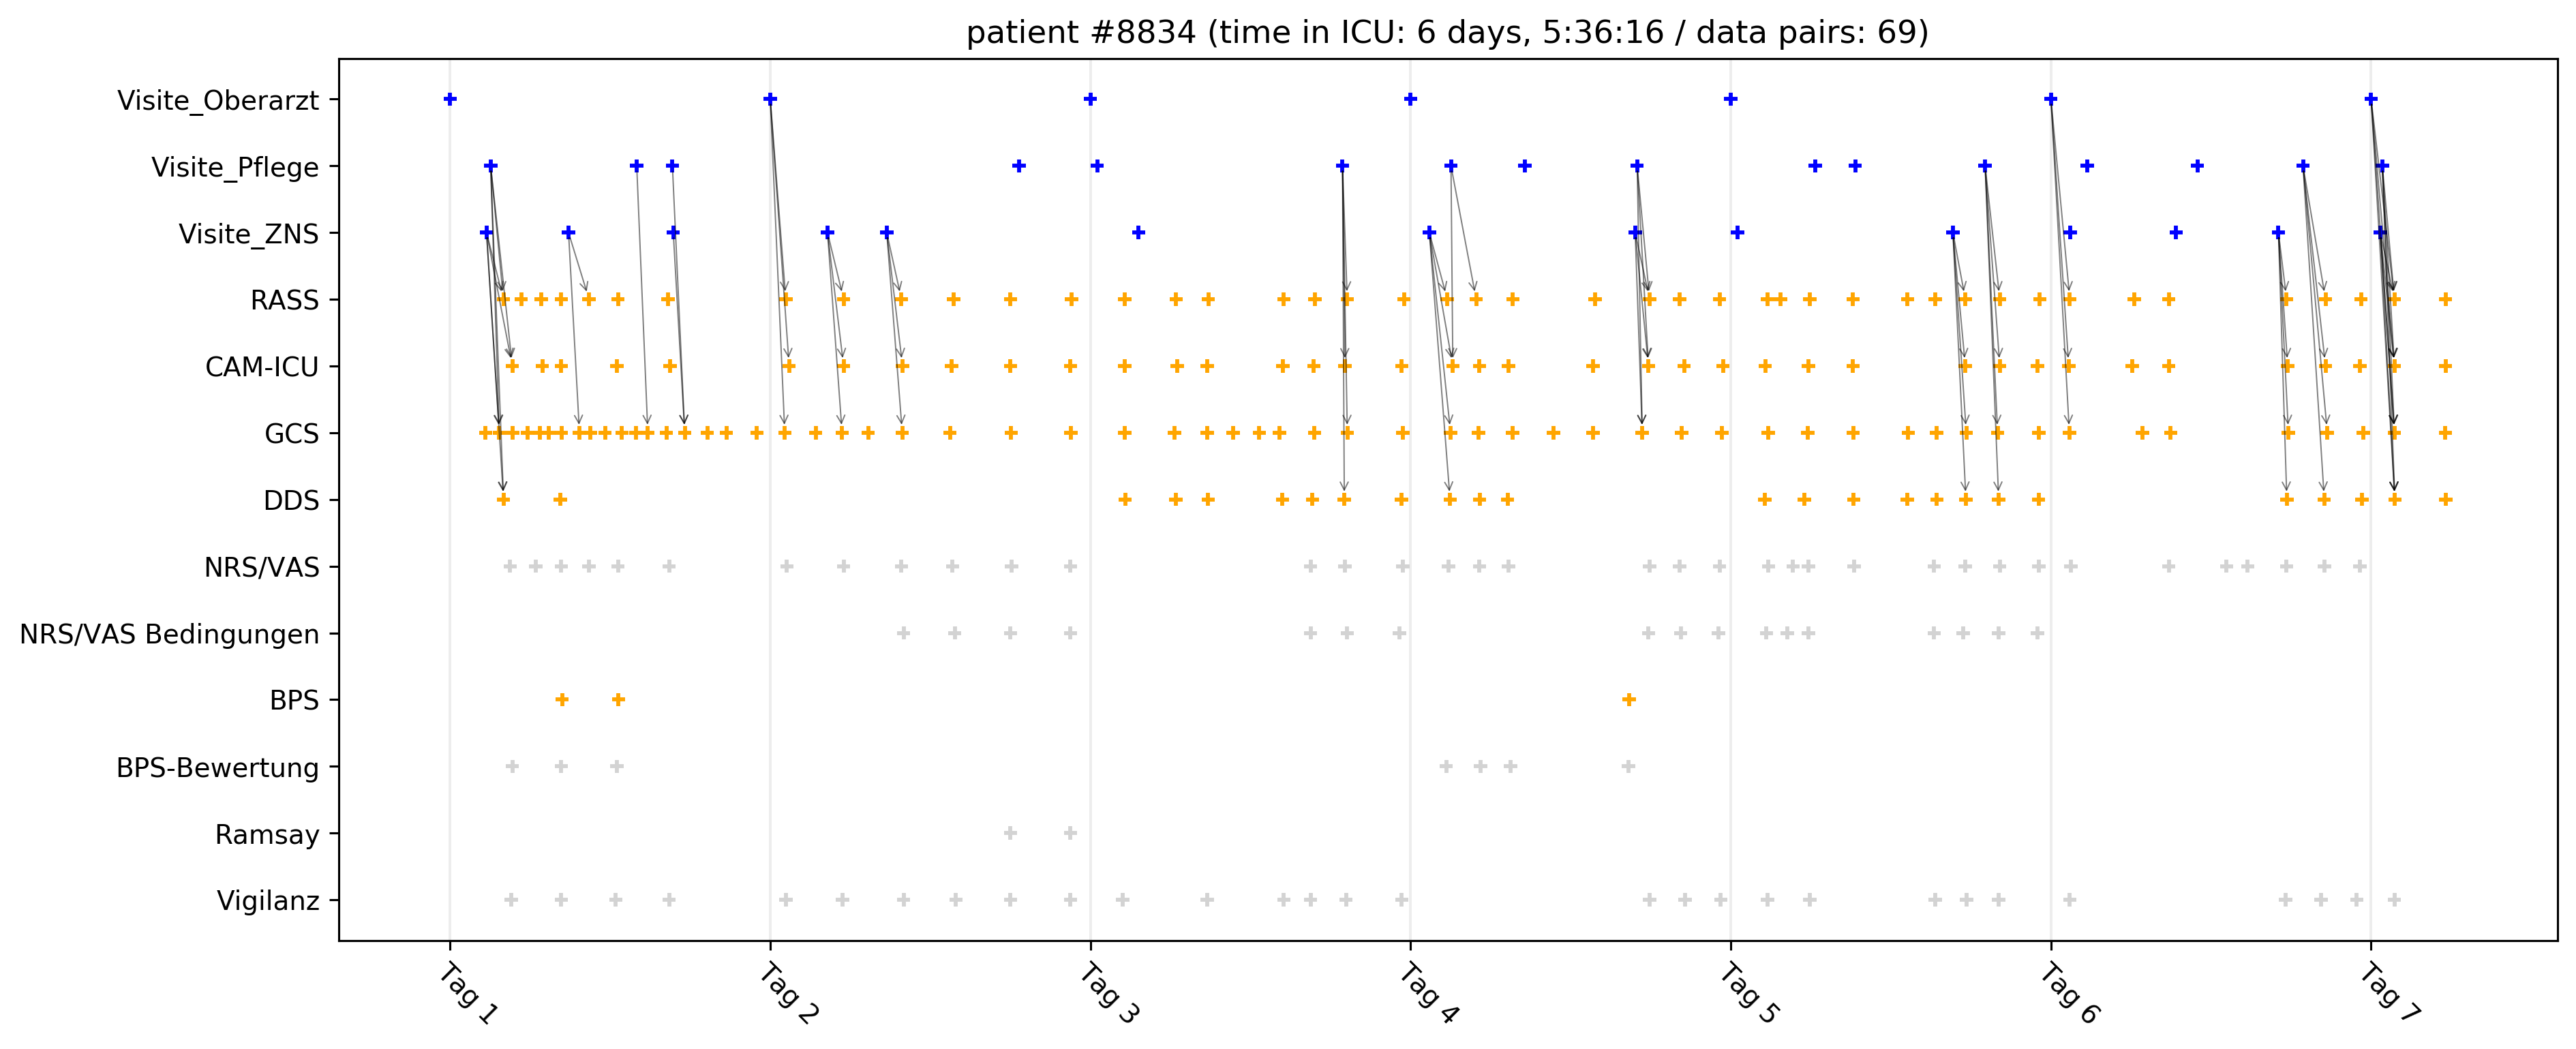 patient #8834 (time in ICU: 6 days, 5:36:16 / data pairs: 69)
Visite_Oberarzt
Visite_Pflege
Visite_ZNS
RASS
CAM-ICU
GCS
DDS
NRS/VAS
NRS/VAS Bedingungen
BPS
BPS-Bewertung
Ramsay
Vigilanz
Tag 1
Tag 2
Tag 3
Tag 4
Tag 5
Tag 6
Tag 7